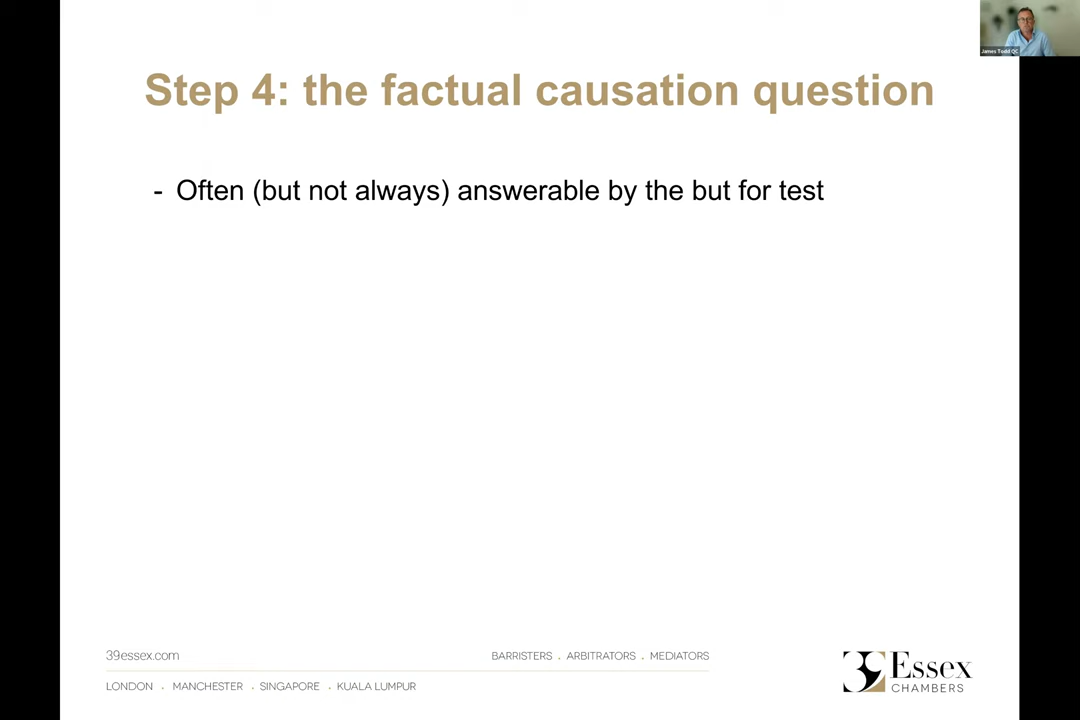 James Todd QC
Step 4: the factual causation question
- Often (but not always) answerable by the but for test
39essex.com
BARRISTERS . ARBITRATORS . MEDIATORS
LONDON . MANCHESTER . SINGAPORE . KUALA LUMPUR
39 Essex
CHAMBERS